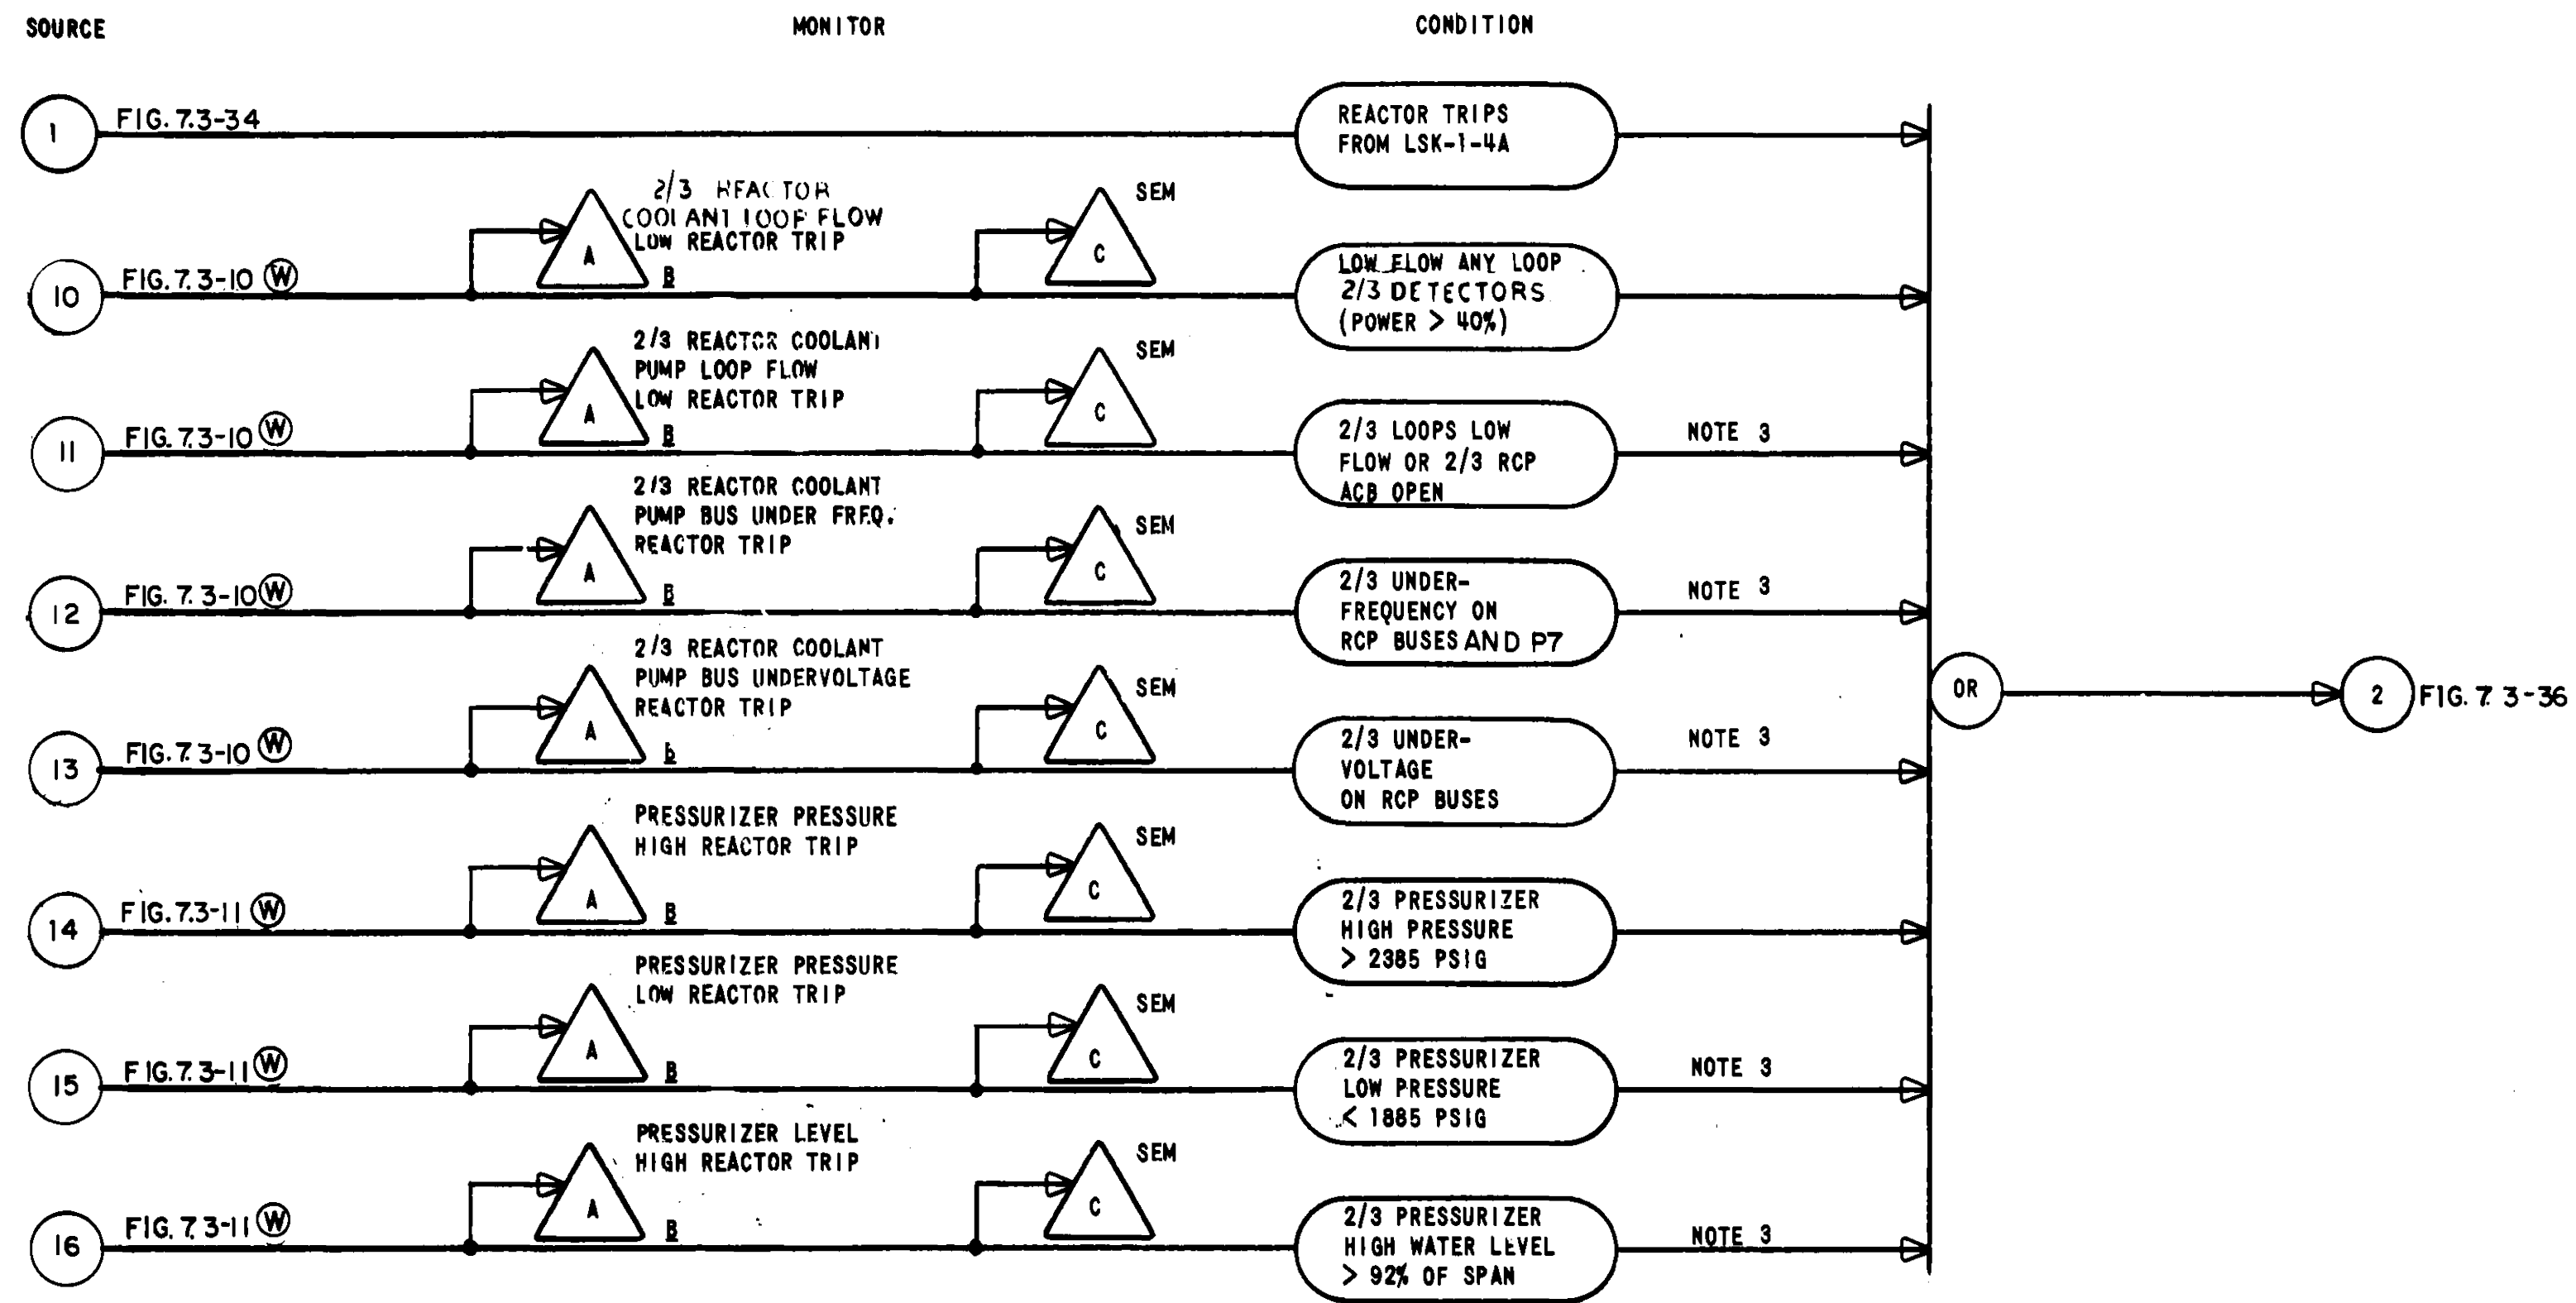 SOURCE MONITOR CONDITION
1 FIG. 7.3-34
REACTOR TRIPS
FROM LSK-1-4A
10 FIG. 7.3-10 W
A
2/3 REACTOR
COOLANT LOOP FLOW
LOW REACTOR TRIP
B
C
SEM
LOW FLOW ANY LOOP
2/3 DETECTORS
(POWER > 40%)
11 FIG. 7.3-10 W
A
2/3 REACTOR COOLANT
PUMP LOOP FLOW
LOW REACTOR TRIP
B
C
SEM
2/3 LOOPS LOW
FLOW OR 2/3 RCP
ACB OPEN
NOTE 3
12 FIG. 7.3-10 W
A
2/3 REACTOR COOLANT
PUMP BUS UNDER FREQ.
REACTOR TRIP
B
C
SEM
2/3 UNDER-
FREQUENCY ON
RCP BUSES AND P7
NOTE 3
13 FIG. 7.3-10 W
A
2/3 REACTOR COOLANT
PUMP BUS UNDERVOLTAGE
REACTOR TRIP
C
SEM
2/3 UNDER-
VOLTAGE
ON RCP BUSES
NOTE 3
OR
2 FIG. 7.3-36
14 FIG. 7.3-11 W
A
PRESSURIZER PRESSURE
HIGH REACTOR TRIP
B
C
SEM
2/3 PRESSURIZER
HIGH PRESSURE
> 2385 PSIG
15 FIG. 7.3-11 W
A
PRESSURIZER PRESSURE
LOW REACTOR TRIP
B
C
SEM
2/3 PRESSURIZER
LOW PRESSURE
< 1885 PSIG
NOTE 3
16 FIG. 7.3-11 W
A
PRESSURIZER LEVEL
HIGH REACTOR TRIP
B
C
SEM
2/3 PRESSURIZER
HIGH WATER LEVEL
> 92% OF SPAN
NOTE 3